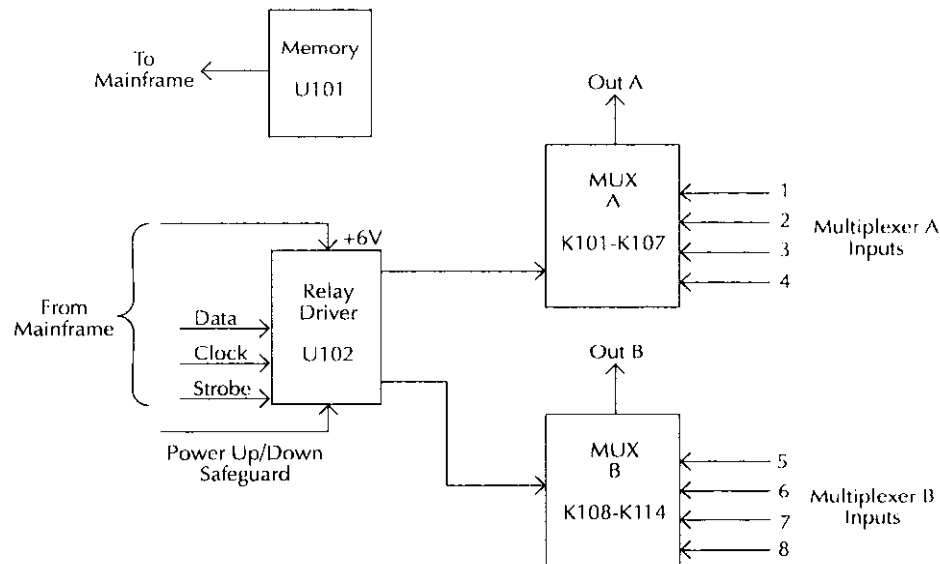 To
Mainframe
Memory
U101
Out A
MUX
A
K101-K107
1
2
3
4
Multiplexer A
Inputs
+6V
Relay
Driver
U102
From
Mainframe
Data
Clock
Strobe
Power Up/Down
Safeguard
Out B
MUX
B
K108-K114
5
6
7
8
Multiplexer B
Inputs